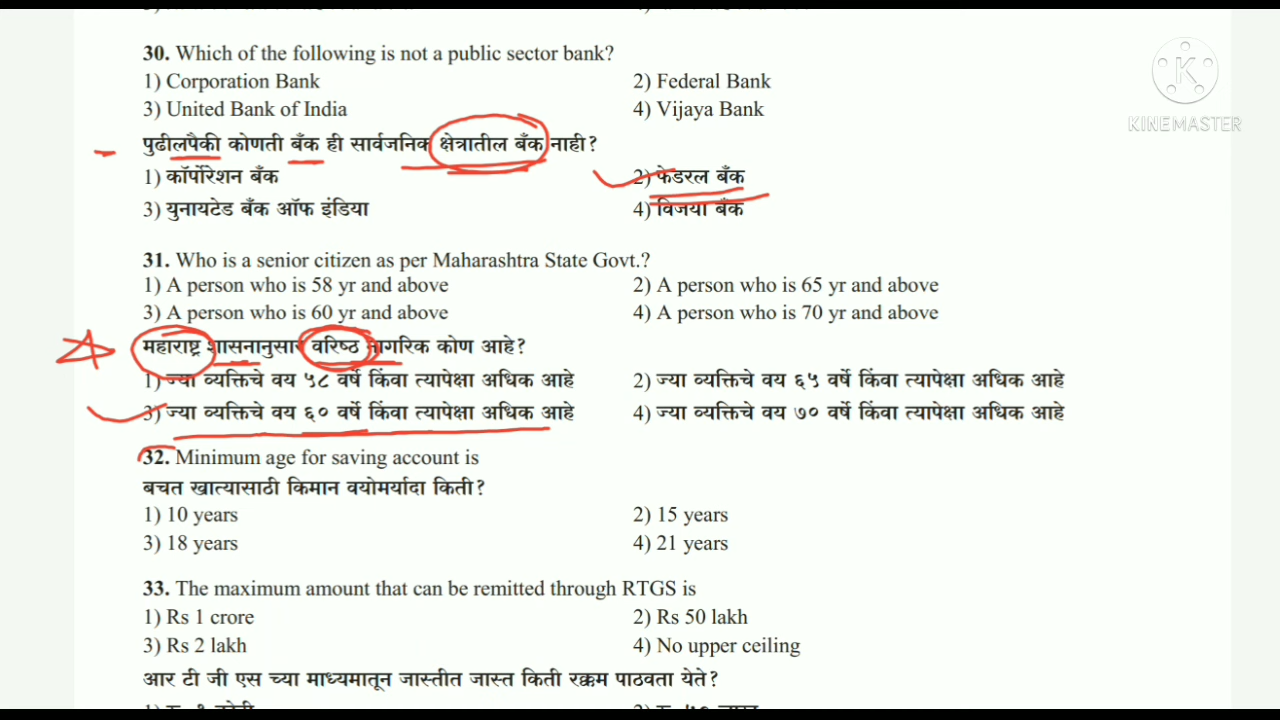 30. Which of the following is not a public sector bank?
1) Corporation Bank 2) Federal Bank
3) United Bank of India 4) Vijaya Bank
पुढीलपैकी कोणती बँक ही सार्वजनिक क्षेत्रातील बँक नाही?
1) कॉर्पोरेशन बँक 2) फेडरल बँक
3) युनायटेड बँक ऑफ इंडिया 4) विजया बँक
31. Who is a senior citizen as per Maharashtra State Govt.?
1) A person who is 58 yr and above 2) A person who is 65 yr and above
3) A person who is 60 yr and above 4) A person who is 70 yr and above
महाराष्ट्र शासनानुसार वरिष्ठ नागरिक कोण आहे?
1) ज्या व्यक्तिचे वय ५८ वर्षे किंवा त्यापेक्षा अधिक आहे 2) ज्या व्यक्तिचे वय ६५ वर्षे किंवा त्यापेक्षा अधिक आहे
3) ज्या व्यक्तिचे वय ६० वर्षे किंवा त्यापेक्षा अधिक आहे 4) ज्या व्यक्तिचे वय ७० वर्षे किंवा त्यापेक्षा अधिक आहे
32. Minimum age for saving account is
बचत खात्यासाठी किमान वयोमर्यादा किती?
1) 10 years 2) 15 years
3) 18 years 4) 21 years
33. The maximum amount that can be remitted through RTGS is
1) Rs 1 crore 2) Rs 50 lakh
3) Rs 2 lakh 4) No upper ceiling
आर टी जी एस च्या माध्यमातून जास्तीत जास्त किती रक्कम पाठवता येते?
K
KINEMASTER